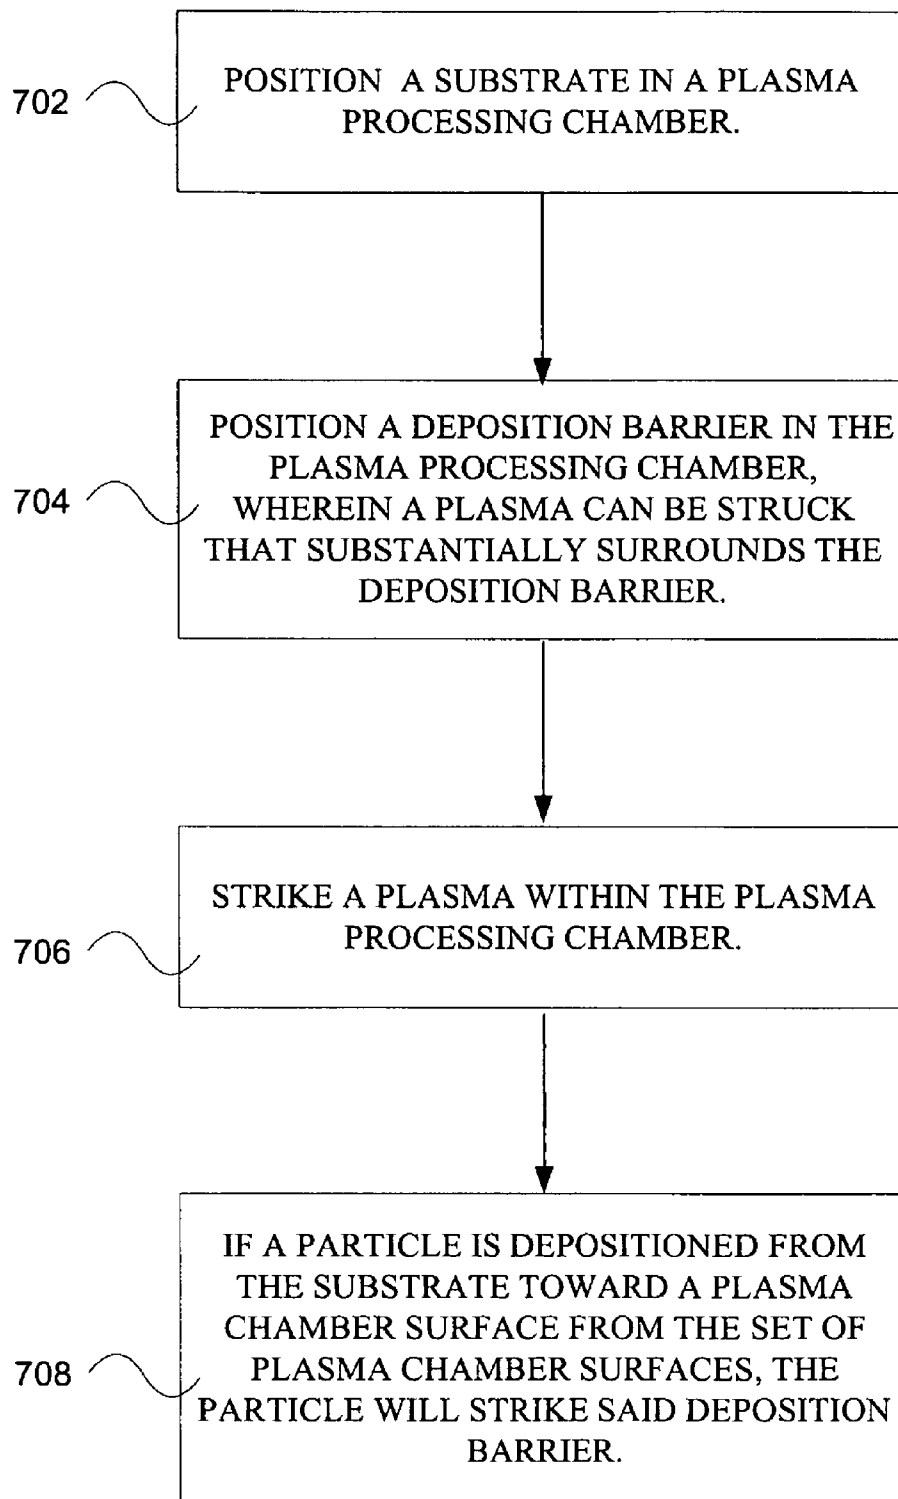 702
POSITION A SUBSTRATE IN A PLASMA
PROCESSING CHAMBER.
704
POSITION A DEPOSITION BARRIER IN THE
PLASMA PROCESSING CHAMBER,
WHEREIN A PLASMA CAN BE STRUCK
THAT SUBSTANTIALLY SURROUNDS THE
DEPOSITION BARRIER.
706
STRIKE A PLASMA WITHIN THE PLASMA
PROCESSING CHAMBER.
708
IF A PARTICLE IS DEPOSITIONED FROM
THE SUBSTRATE TOWARD A PLASMA
CHAMBER SURFACE FROM THE SET OF
PLASMA CHAMBER SURFACES, THE
PARTICLE WILL STRIKE SAID DEPOSITION
BARRIER.